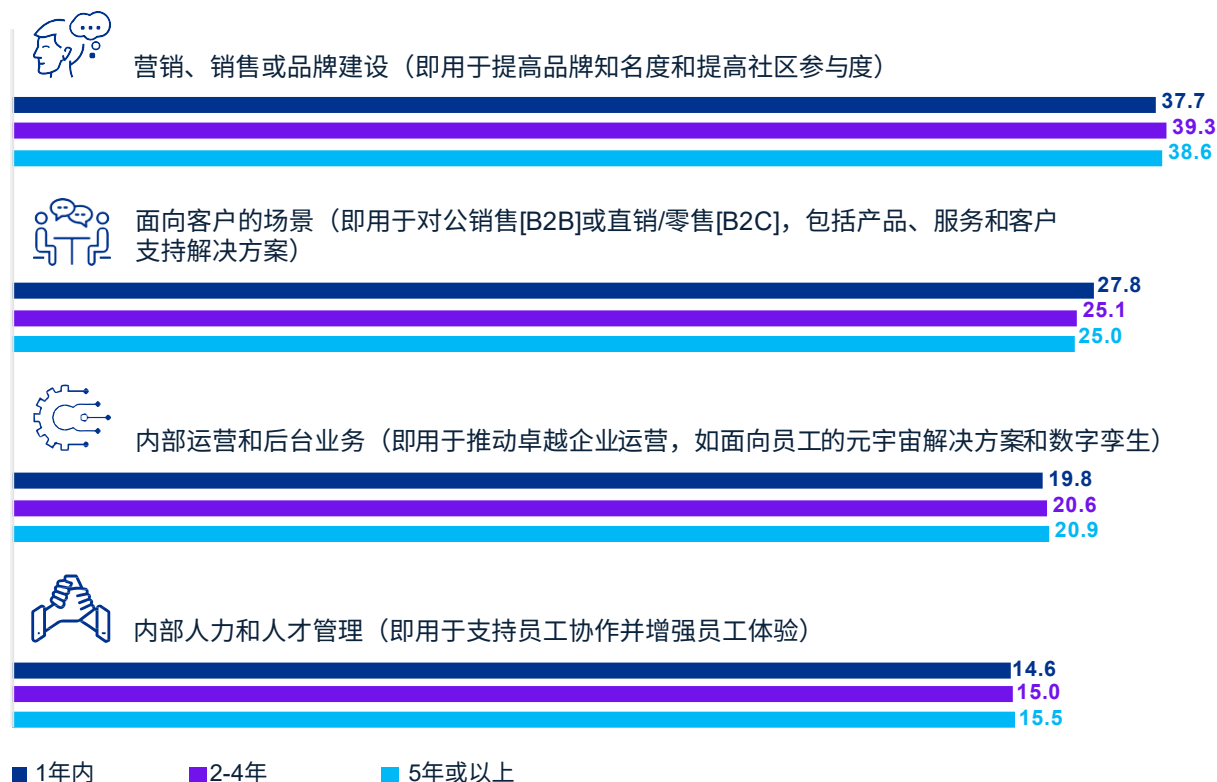 营销、销售或品牌建设（即用于提高品牌知名度和提高社区参与度）
37.7
39.3
38.6
面向客户的场景（即用于对公销售[B2B]或直销/零售[B2C]，包括产品、服务和客户
支持解决方案）
27.8
25.1
25.0
内部运营和后台业务（即用于推动卓越企业运营，如面向员工的元宇宙解决方案和数字孪生）
19.8
20.6
20.9
内部人力和人才管理（即用于支持员工协作并增强员工体验）
14.6
15.0
15.5
1年内 2-4年 5年或以上